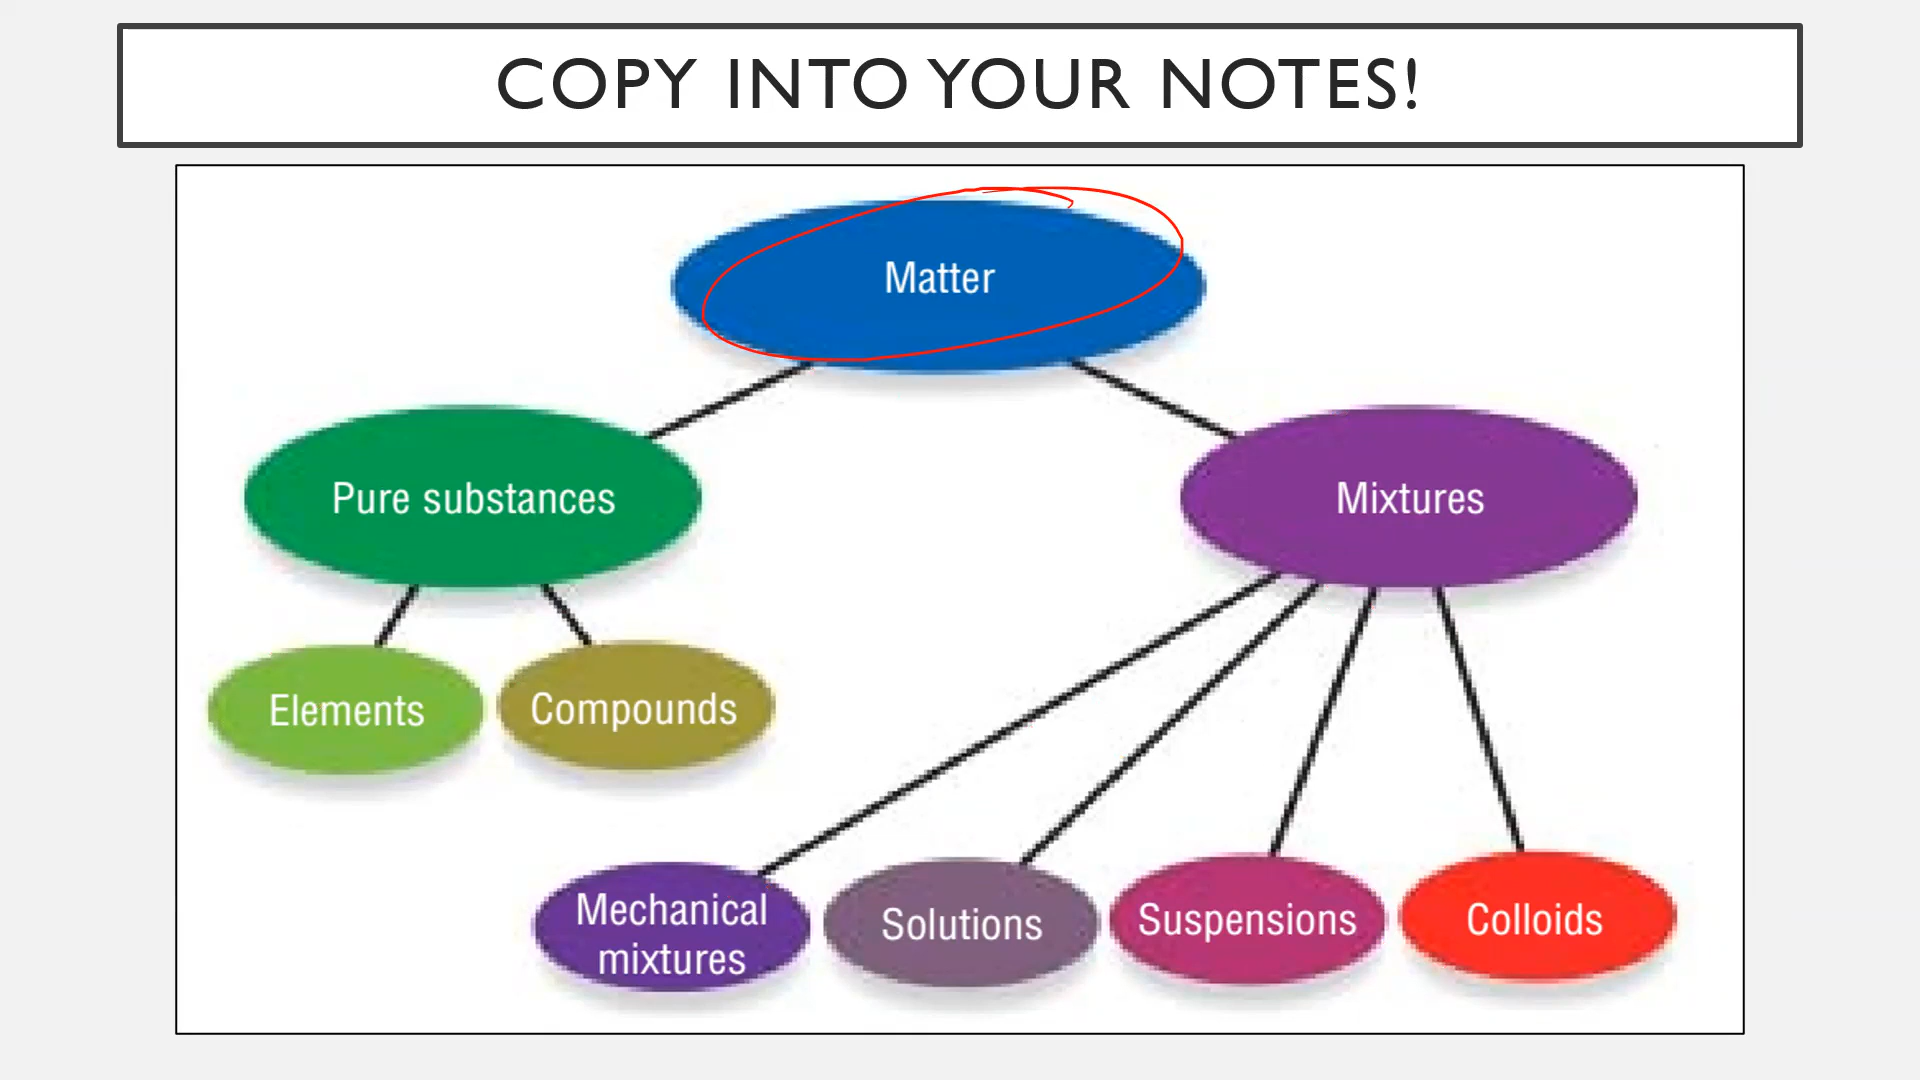 COPY INTO YOUR NOTES!
Matter
Pure substances
Mixtures
Elements
Compounds
Mechanical
mixtures
Solutions
Suspensions
Colloids